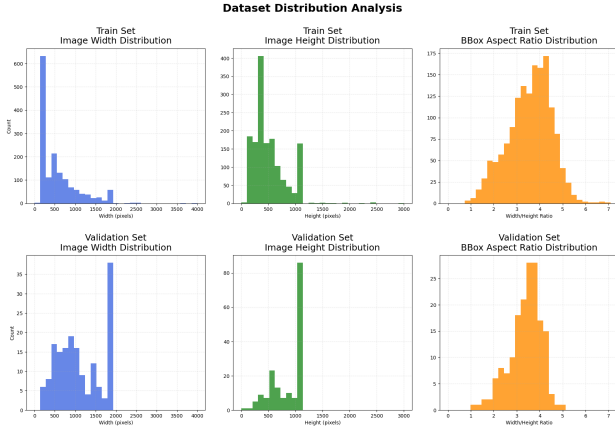 Dataset Distribution Analysis
Train Set
Image Width Distribution
Train Set
Image Height Distribution
Train Set
BBox Aspect Ratio Distribution
600
500
400
300
200
100
0
Count
0 500 1000 1500 2000 2500 3000 3500 4000
Width (pixels)
400
350
300
250
200
150
100
50
0
0 500 1000 1500 2000 2500 3000
Height (pixels)
175
150
125
100
75
50
25
0
0 1 2 3 4 5 6 7
Width/Height Ratio
Validation Set
Image Width Distribution
Validation Set
Image Height Distribution
Validation Set
BBox Aspect Ratio Distribution
35
30
25
20
15
10
5
0
Count
0 500 1000 1500 2000 2500 3000 3500 4000
Width (pixels)
80
60
40
20
0
0 500 1000 1500 2000 2500 3000
Height (pixels)
25
20
15
10
5
0
0 1 2 3 4 5 6 7
Width/Height Ratio